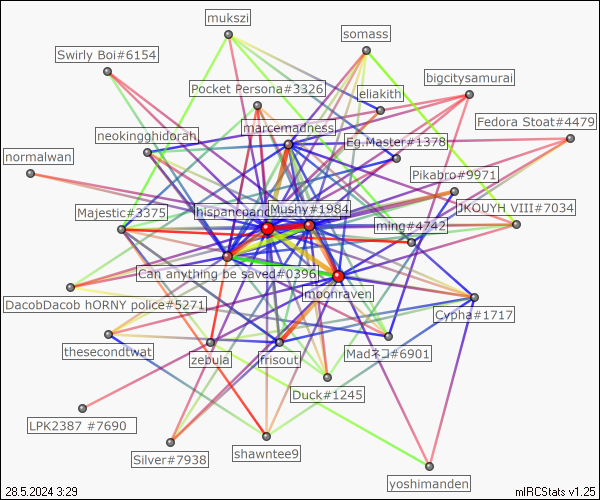 mukszi
somass
Swirly Boi#6154
bigcitysamurai
Pocket Persona#3326
eliakith
Fedora Stoat#4479
marcemadness
neokingghidorah
Eg.Master#1378
normalwan
Pikabro#9971
Majestic#3375
Mushy#1984
JKOUYH VIII#7034
ming#4742
Can anything be saved#0396
moonraven
DacobDacob hORNY police#5271
Cypha#1717
thesecondtwat
zebula
frisouti
Madネコ#6901
Duck#1245
LPK2387 #7690
Silver#7938
shawntee9
yoshimanden
28.5.2024 3:29
mIRCStats v1.25